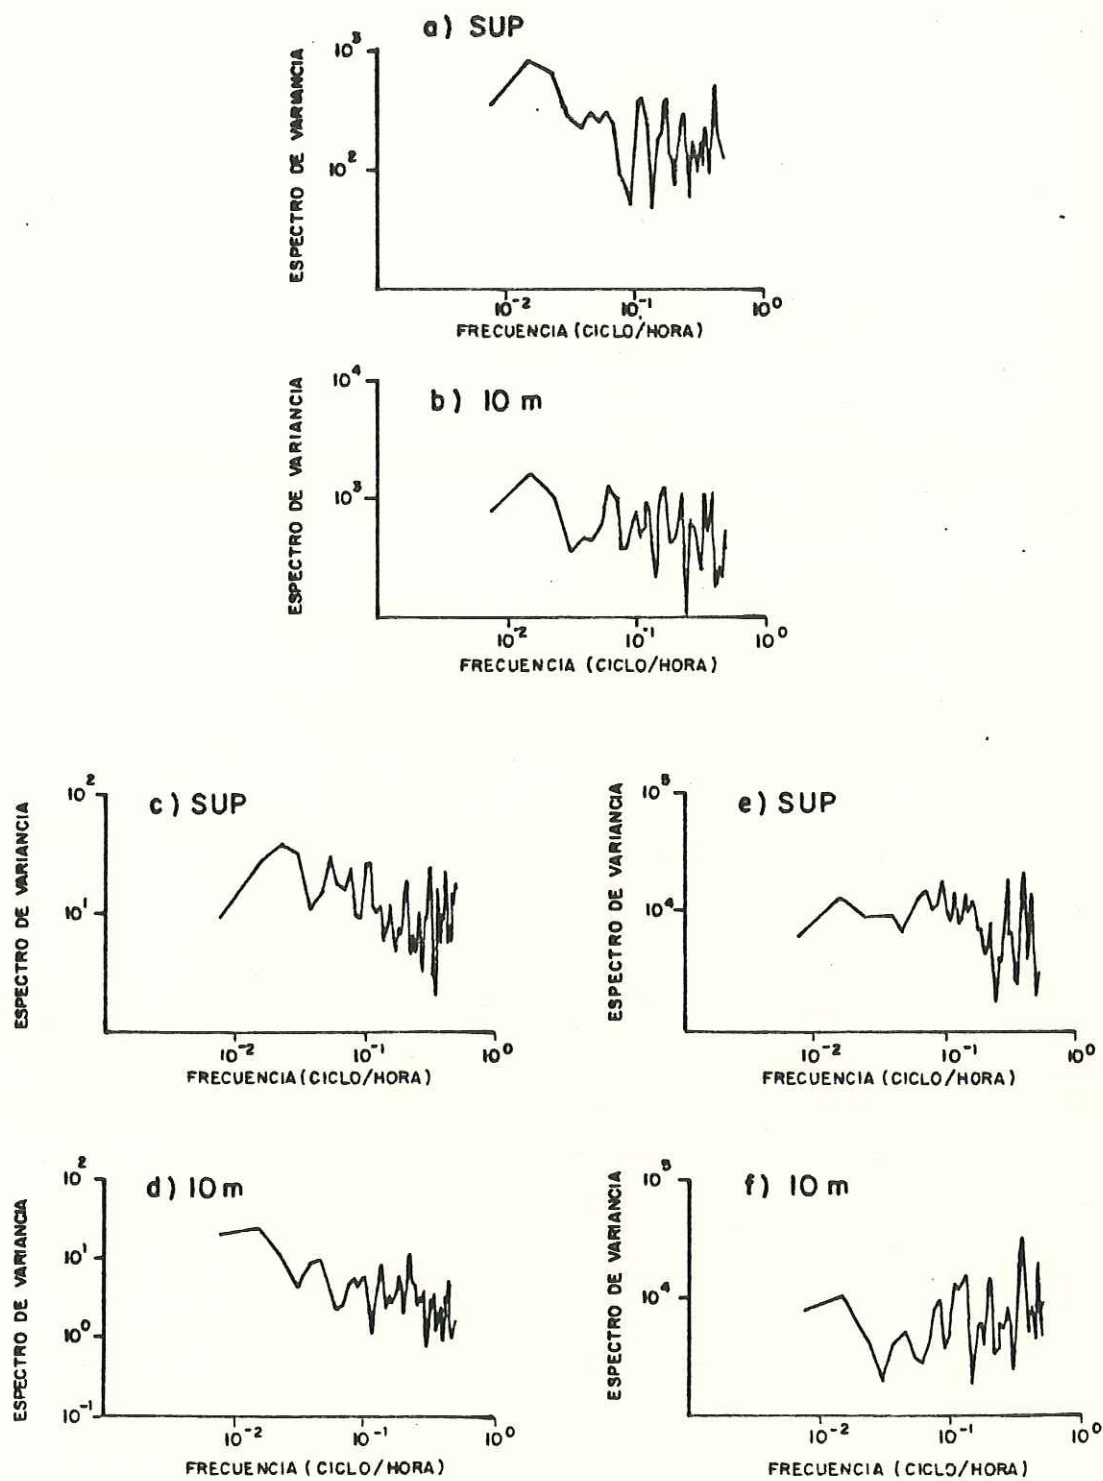 a) SUP
10³
ESPECTRO DE VARIANCIA
10²
10⁻² 10⁻¹ 10⁰
FRECUENCIA (CICLO/HORA)
10⁴
b) 10 m
ESPECTRO DE VARIANCIA
10³
10⁻² 10⁻¹ 10⁰
FRECUENCIA (CICLO/HORA)
10²
c) SUP
ESPECTRO DE VARIANCIA
10¹
10⁻² 10⁻¹ 10⁰
FRECUENCIA (CICLO/HORA)
10⁵
e) SUP
ESPECTRO DE VARIANCIA
10⁴
10⁻² 10⁻¹ 10⁰
FRECUENCIA (CICLO/HORA)
10²
d) 10 m
ESPECTRO DE VARIANCIA
10¹
10⁰
10⁻¹
10⁻² 10⁻¹ 10⁰
FRECUENCIA (CICLO/HORA)
10⁵
f) 10 m
ESPECTRO DE VARIANCIA
10⁴
10⁻² 10⁻¹ 10⁰
FRECUENCIA (CICLO/HORA)